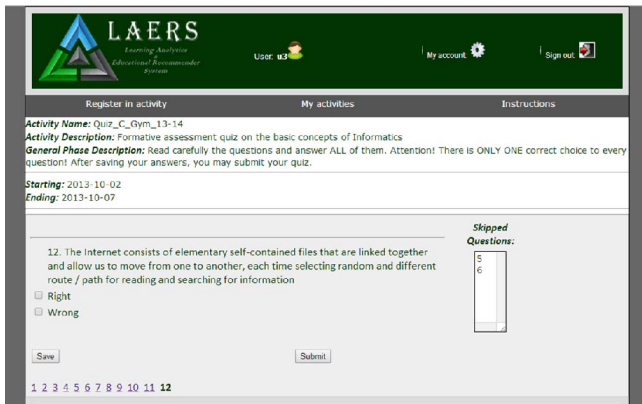 LAERS
Learning Analytics
&
Educational Recommender
System
User: u3
My account
Sign out
Register in activity
My activities
Instructions
Activity Name: Quiz_C_Gym_13-14
Activity Description: Formative assessment quiz on the basic concepts of Informatics
General Phase Description: Read carefully the questions and answer ALL of them. Attention! There is ONLY ONE correct choice to every
question! After saving your answers, you may submit your quiz.
Starting: 2013-10-02
Ending: 2013-10-07
Skipped
Questions:
5
6
12. The Internet consists of elementary self-contained files that are linked together
and allow us to move from one to another, each time selecting random and different
route / path for reading and searching for information
Right
Wrong
Save
Submit
1 2 3 4 5 6 7 8 9 10 11 12